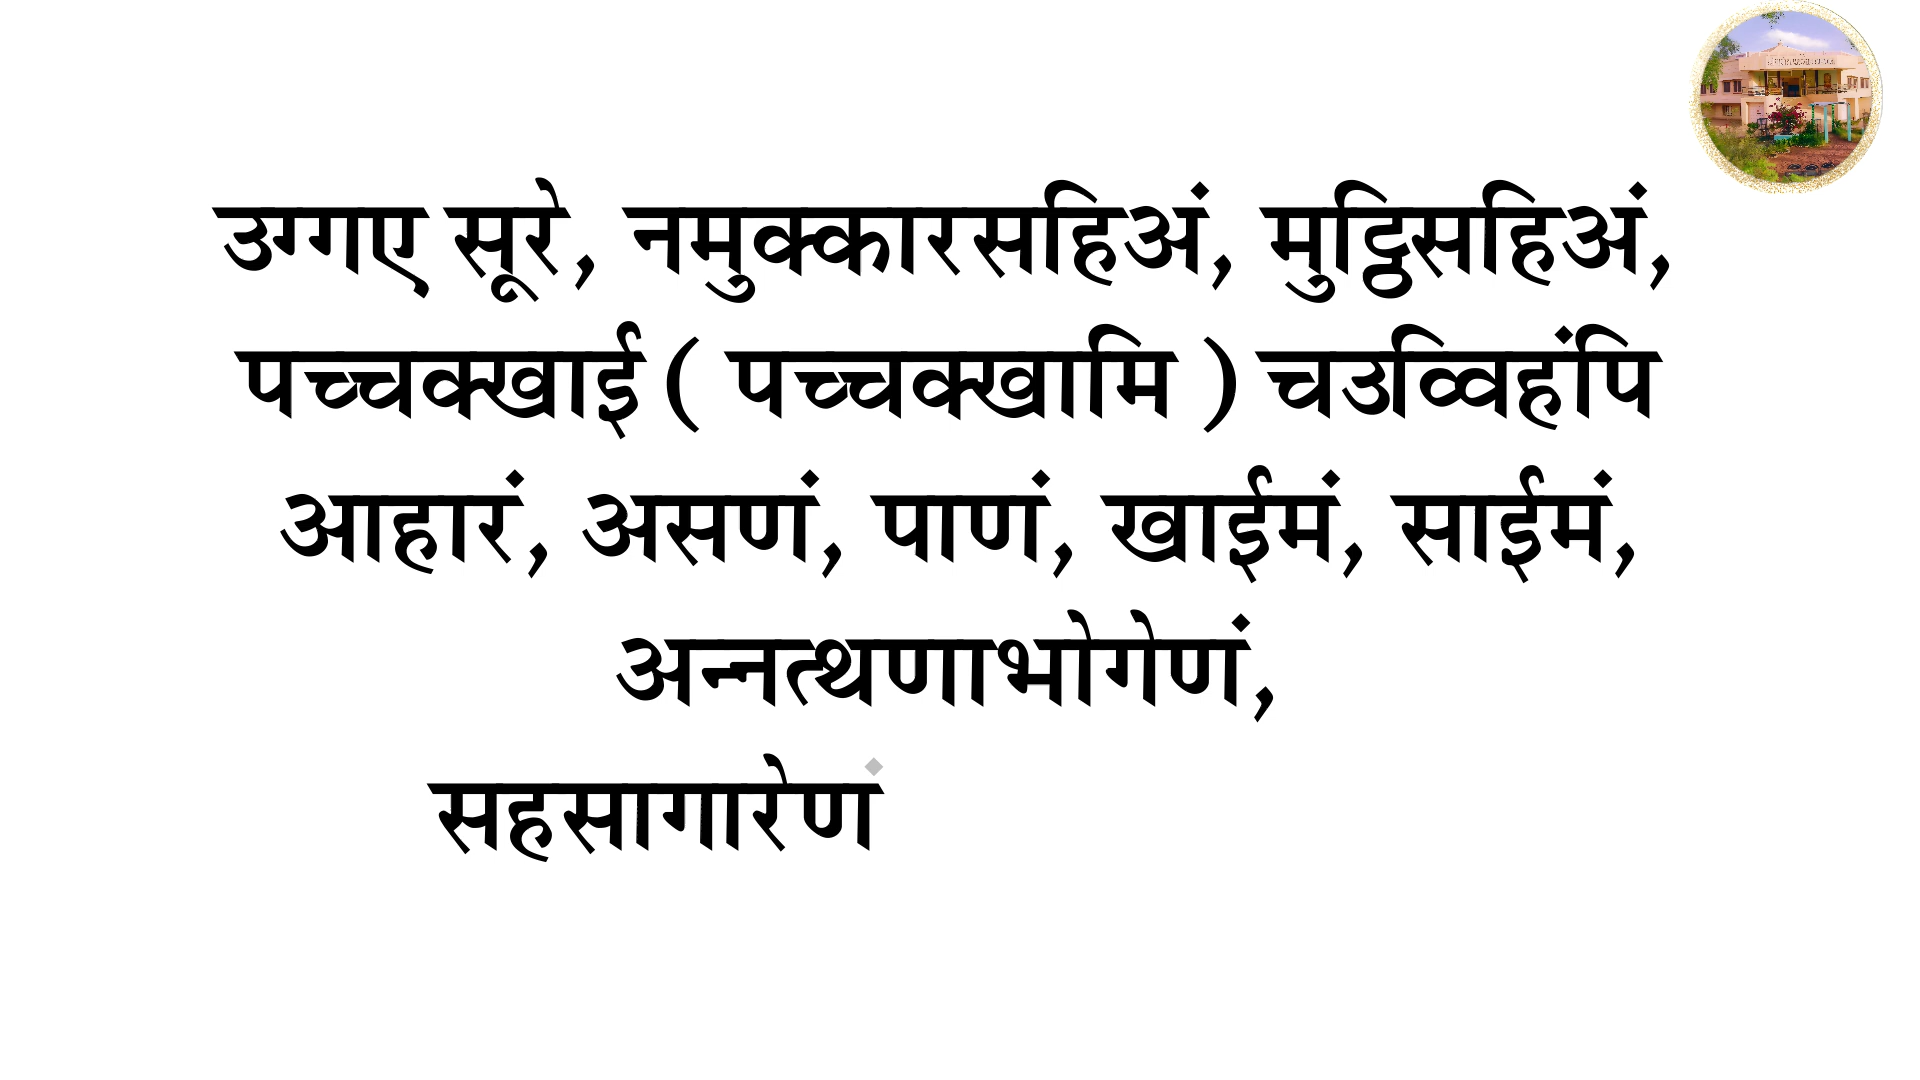 उग्गए सूरे, नमुक्कारसहिअं, मुट्ठिसहिअं,
पच्चक्खाई ( पच्चक्खामि ) चउव्विहंपि
आहारं, असणं, पाणं, खाईमं, साईमं,
अन्नत्थणाभोगेणं,
सहसागारेणं